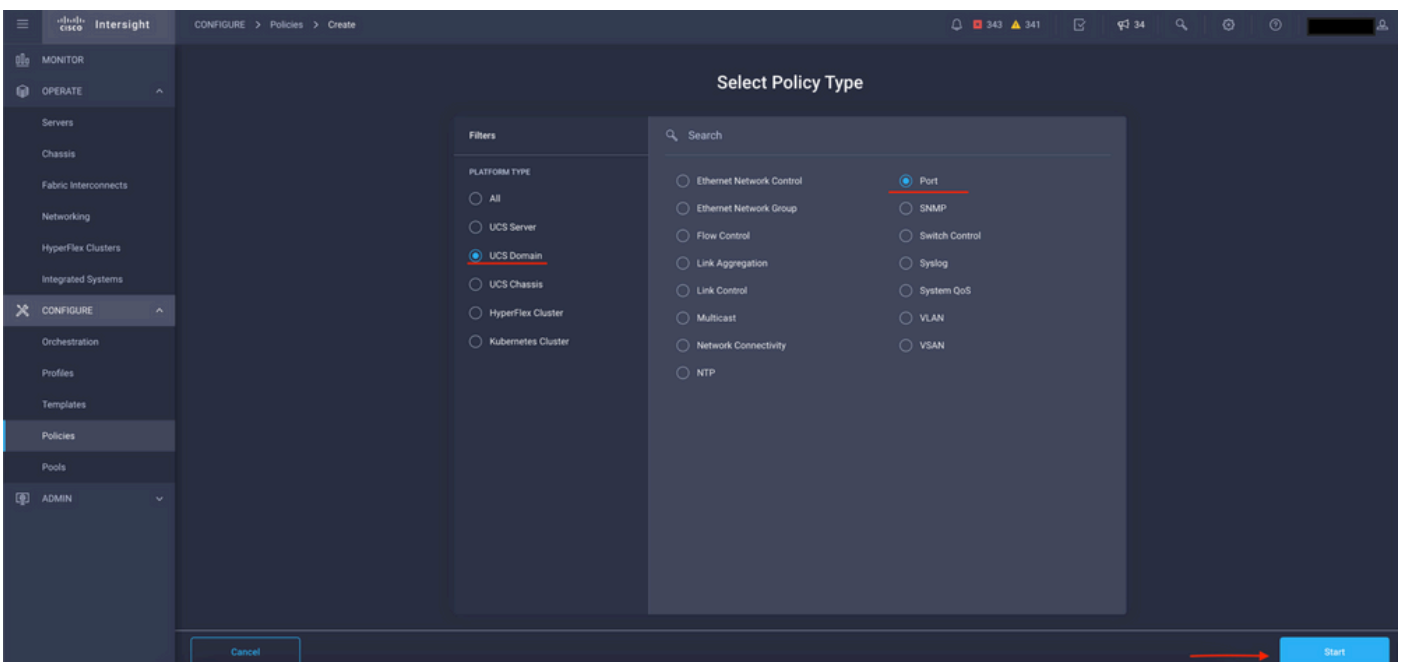 cisco Intersight
CONFIGURE > Policies > Create
343 341
34
MONITOR
OPERATE
Servers
Chassis
Fabric Interconnects
Networking
HyperFlex Clusters
Integrated Systems
CONFIGURE
Orchestration
Profiles
Templates
Policies
Pools
ADMIN
Select Policy Type
Filters
PLATFORM TYPE
All
UCS Server
UCS Domain
UCS Chassis
HyperFlex Cluster
Kubernetes Cluster
Search
Ethernet Network Control
Ethernet Network Group
Flow Control
Link Aggregation
Link Control
Multicast
Network Connectivity
NTP
Port
SNMP
Switch Control
Syslog
System QoS
VLAN
VSAN
Cancel
Start